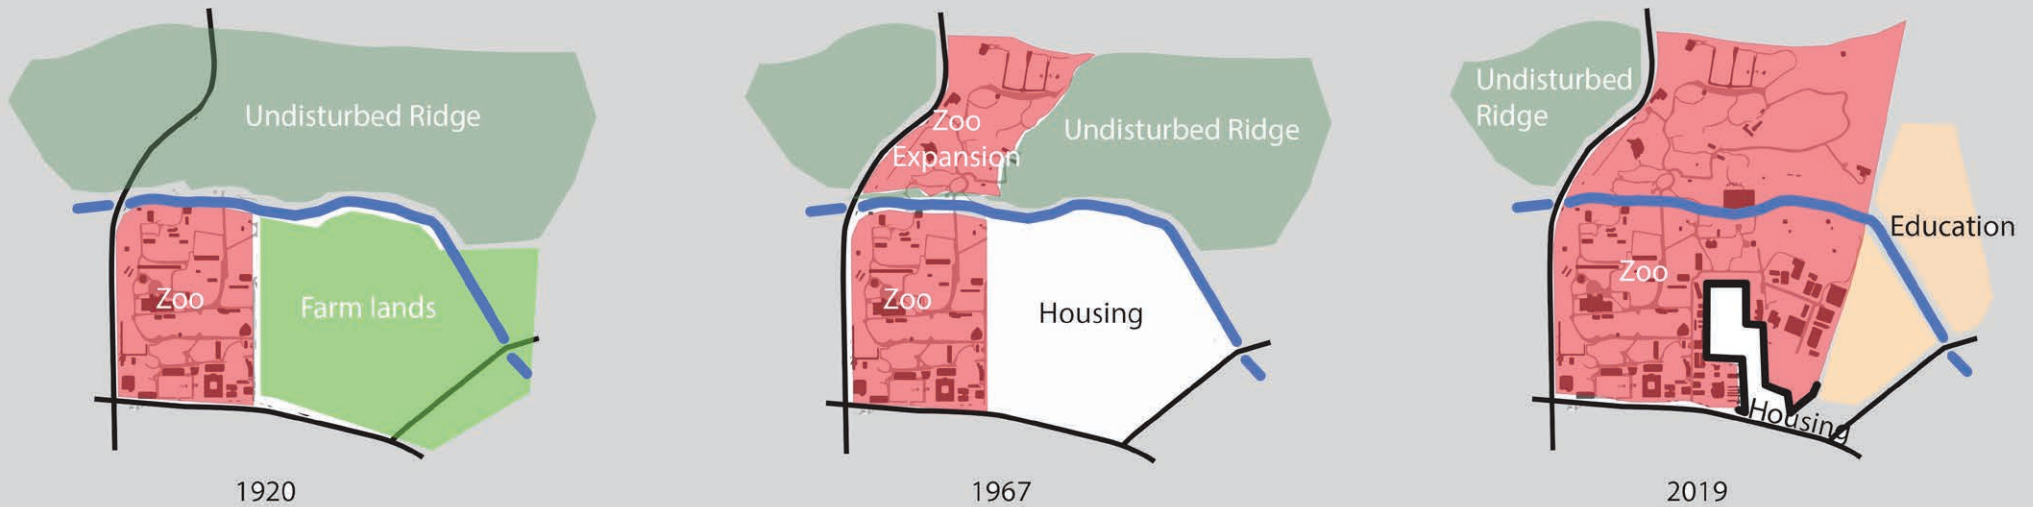 Undisturbed Ridge
Zoo
Farm lands
1920
Zoo
Expansion
Undisturbed Ridge
Zoo
Housing
1967
Undisturbed
Ridge
Education
Zoo
Housing
2019